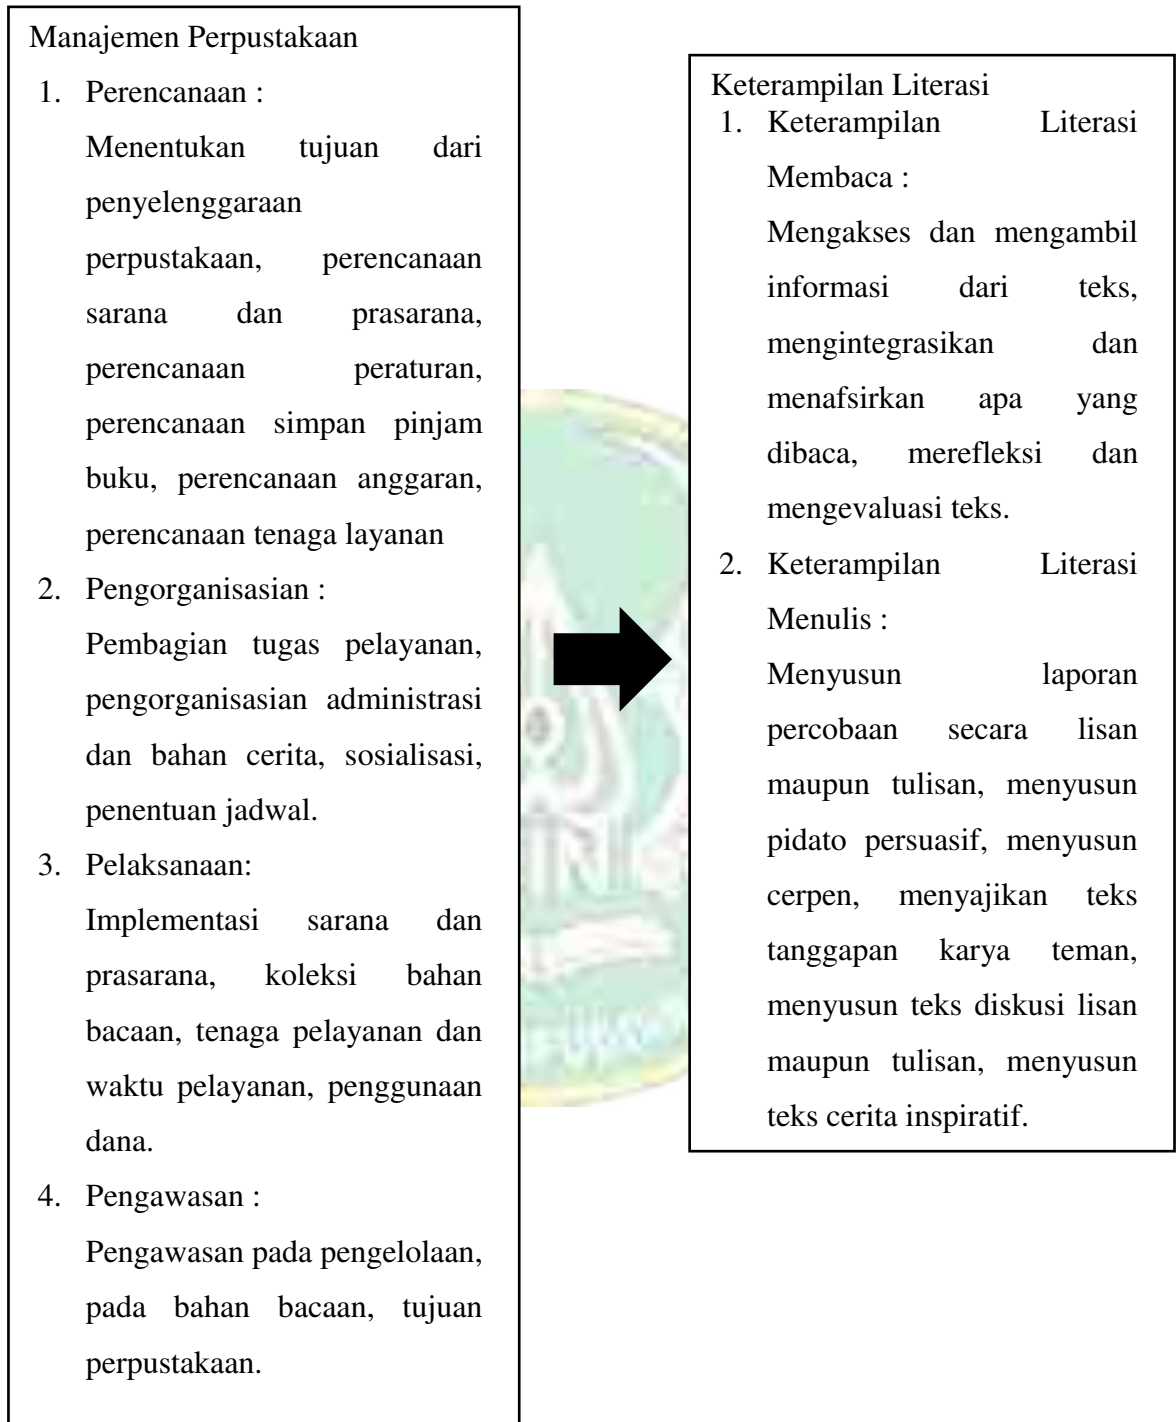 Manajemen Perpustakaan
1. Perencanaan :
Menentukan tujuan dari
penyelenggaraan
perpustakaan, perencanaan
sarana dan prasarana,
perencanaan peraturan,
perencanaan simpan pinjam
buku, perencanaan anggaran,
perencanaan tenaga layanan
2. Pengorganisasian :
Pembagian tugas pelayanan,
pengorganisasian administrasi
dan bahan cerita, sosialisasi,
penentuan jadwal.
3. Pelaksanaan:
Implementasi sarana dan
prasarana, koleksi bahan
bacaan, tenaga pelayanan dan
waktu pelayanan, penggunaan
dana.
4. Pengawasan :
Pengawasan pada pengelolaan,
pada bahan bacaan, tujuan
perpustakaan.
Keterampilan Literasi
1. Keterampilan Literasi
Membaca :
Mengakses dan mengambil
informasi dari teks,
mengintegrasikan dan
menafsirkan apa yang
dibaca, merefleksi dan
mengevaluasi teks.
2. Keterampilan Literasi
Menulis :
Menyusun laporan
percobaan secara lisan
maupun tulisan, menyusun
pidato persuasif, menyusun
cerpen, menyajikan teks
tanggapan karya teman,
menyusun teks diskusi lisan
maupun tulisan, menyusun
teks cerita inspiratif.